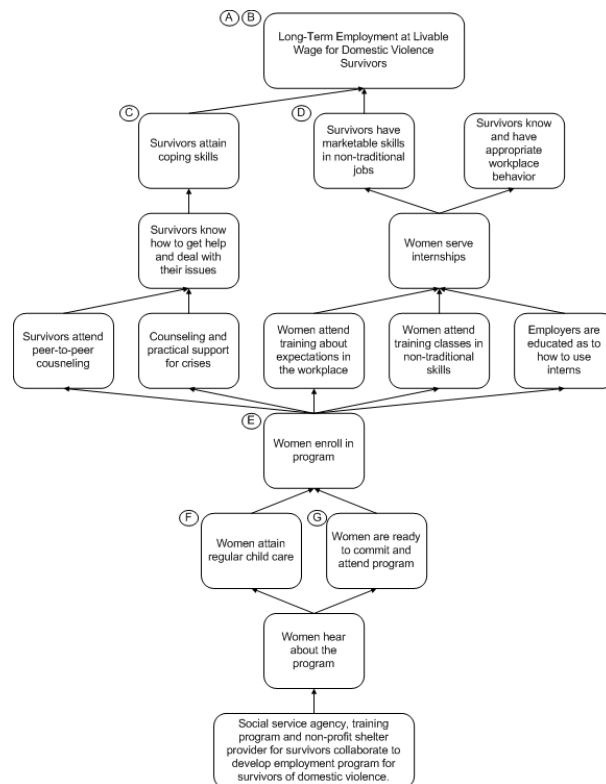 A B
Long-Term Employment at Livable
Wage for Domestic Violence
Survivors
C
Survivors attain
coping skills
D
Survivors have
marketable skills
in non-traditional
jobs
Survivors know
and have
appropriate
workplace
behavior
Survivors know
how to get help
and deal with
their issues
Women serve
internships
Survivors attend
peer-to-peer
cousneling
Counseling and
practical support
for crises
Women attend
training about
expectations in
the workplace
Women attend
training classes in
non-traditional
skills
Employers are
educated as to
how to use
interns
E
Women enroll in
program
F
Women attain
regular child care
G
Women are ready
to commit and
attend program
Women hear
about the
program
Social service agency, training
program and non-profit shelter
provider for survivors collaborate to
develop employment program for
survivors of domestic violence.